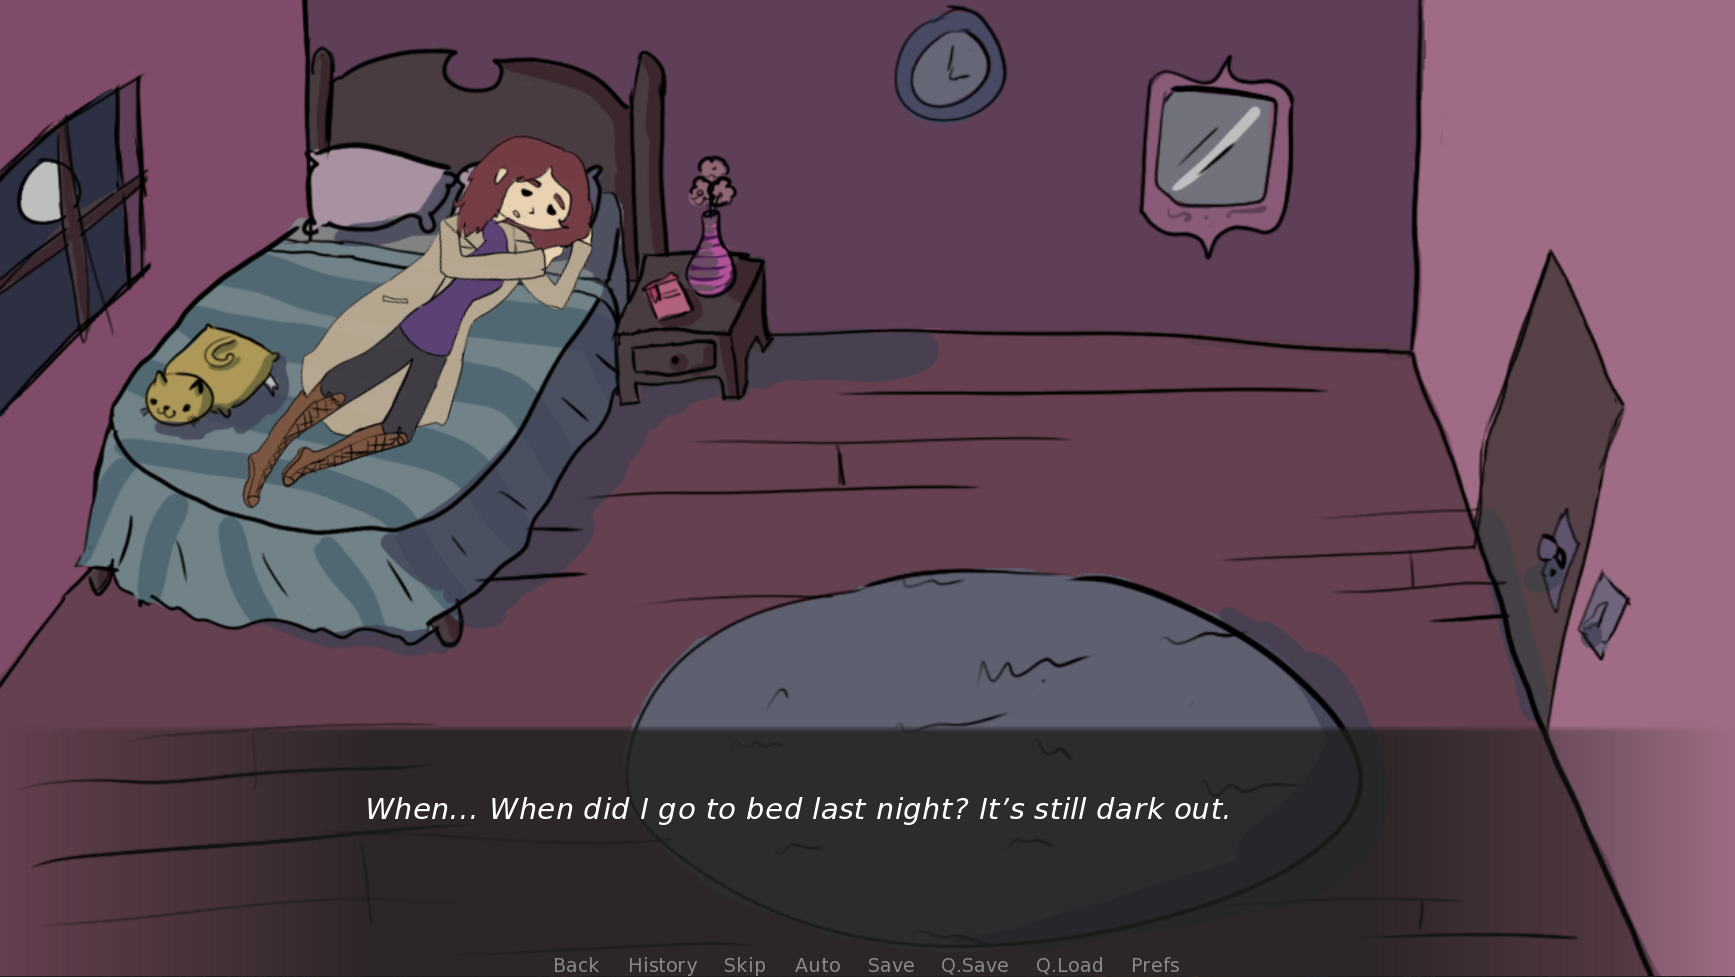 When... When did I go to bed last night? It’s still dark out.
Back History Skip Auto Save Q.Save Q.Load Prefs